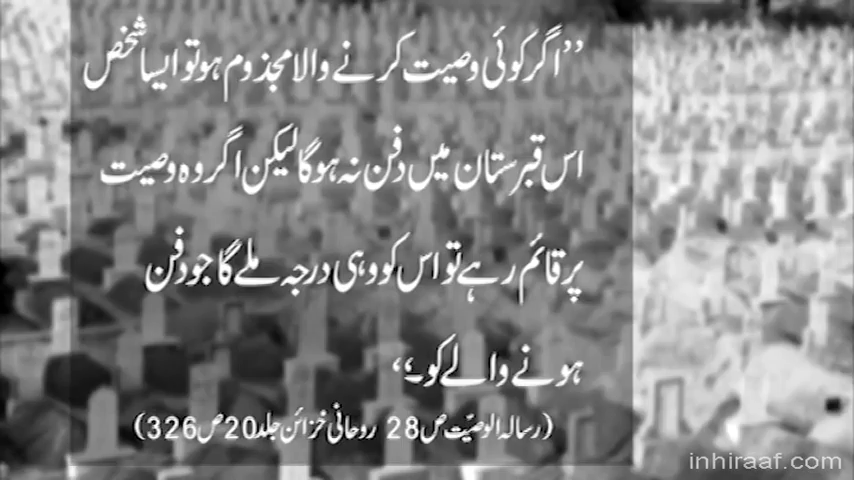 ”اگر کوئی وصیت کرنے والا مجذوم ہو تو ایسا شخص
اس قبرستان میں دفن نہ ہوگا لیکن اگر وہ وصیت
پر قائم رہے تو اس کو وہی درجہ ملے گا جو دفن
ہونے والے کو۔“
(رسالہ الوصیّت ص 28 روحانی خزائن جلد 20 ص 326)
inhiraaf.com